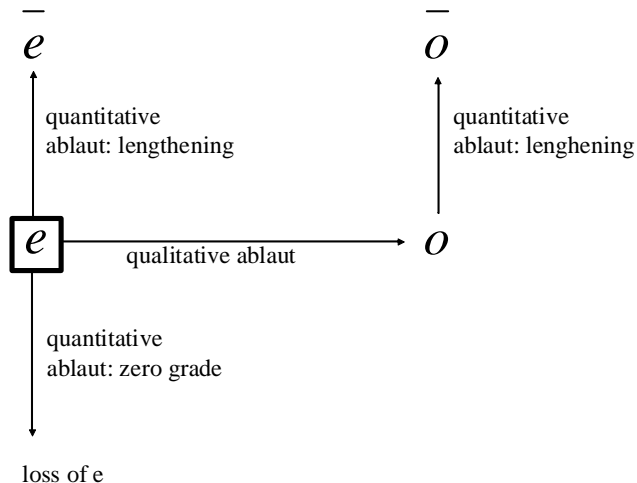 ē
ō
quantitative
ablaut: lengthening
quantitative
ablaut: lenghening
e
qualitative ablaut
o
quantitative
ablaut: zero grade
loss of e